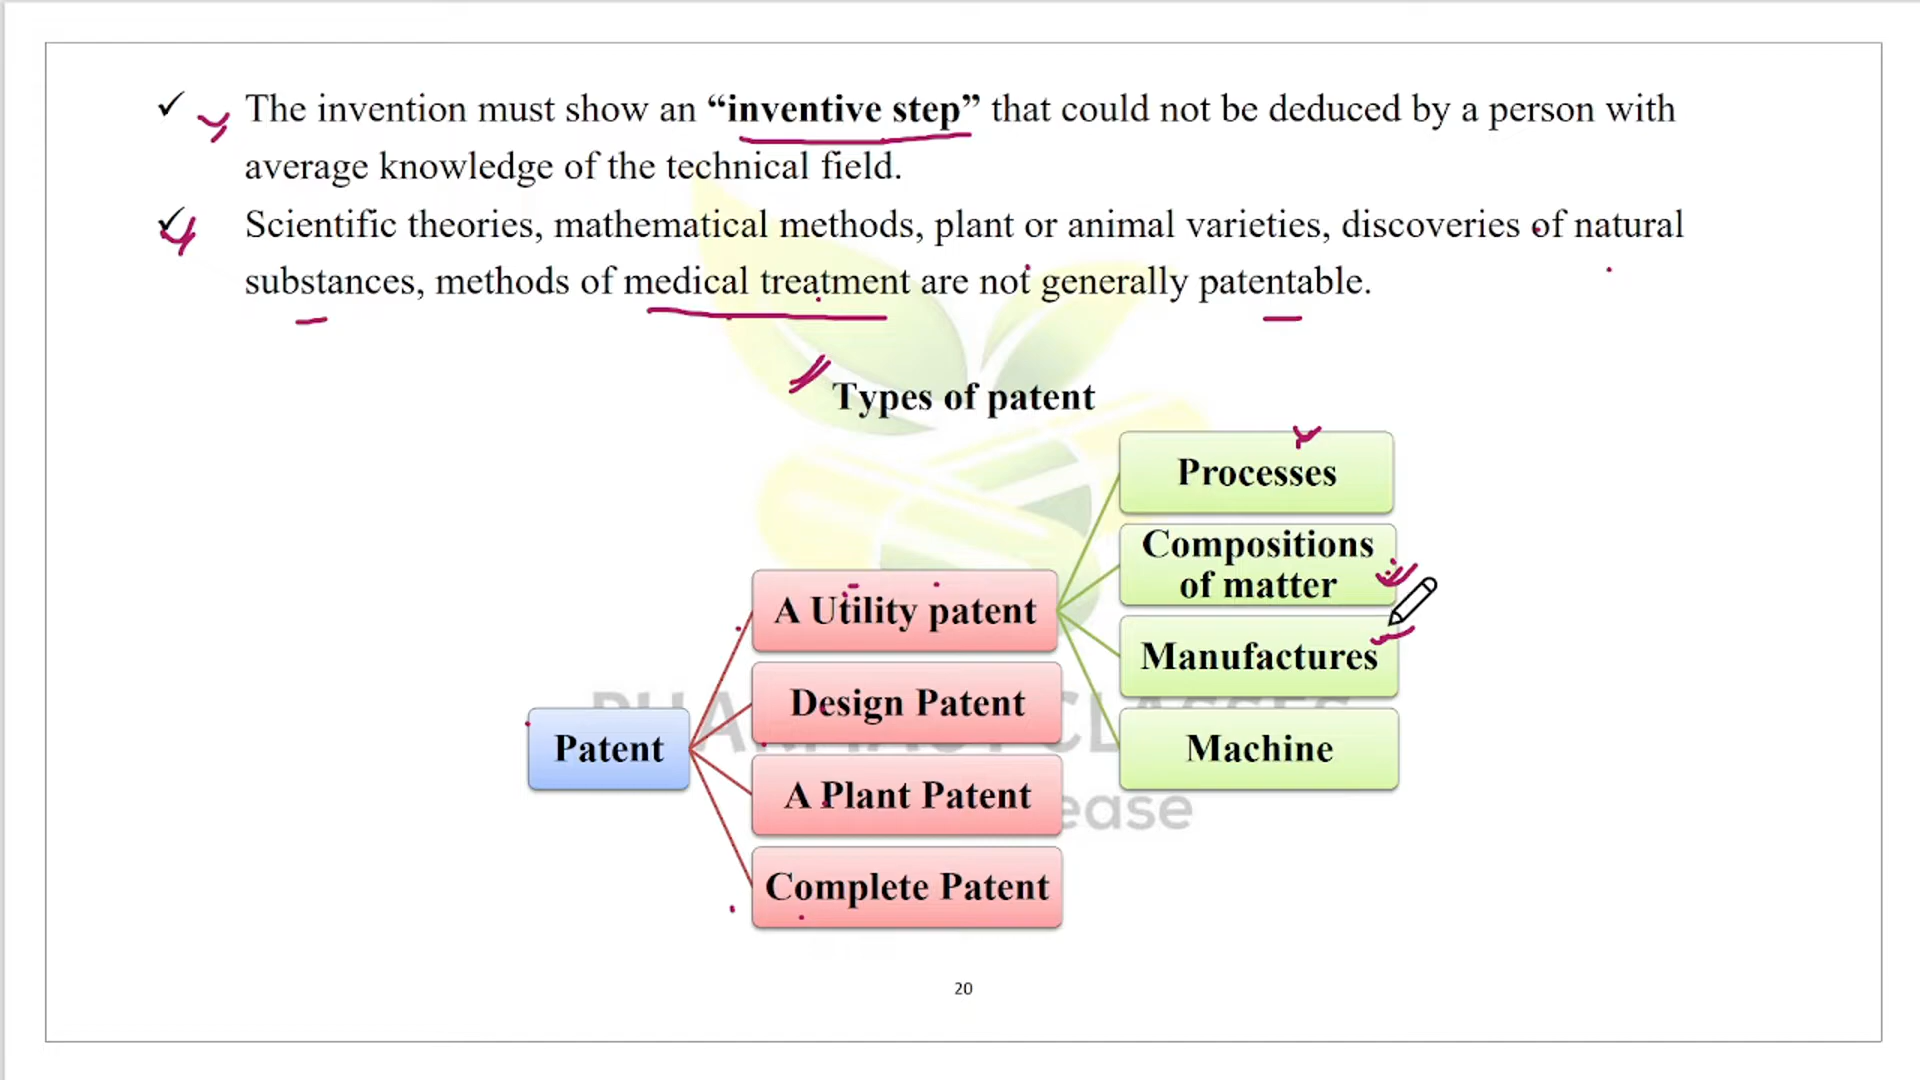 The invention must show an “inventive step” that could not be deduced by a person with
average knowledge of the technical field.
Scientific theories, mathematical methods, plant or animal varieties, discoveries of natural
substances, methods of medical treatment are not generally patentable.
Types of patent
Processes
Compositions
of matter
A Utility patent
Manufactures
Design Patent
Patent
Machine
A Plant Patent
ease
Complete Patent
20